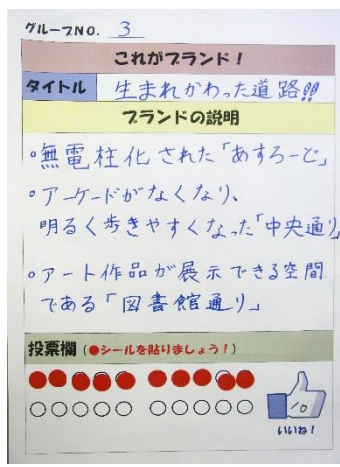 グループNO. 3
これがブランド！
タイトル 生まれかわった道路!!
ブランドの説明
◦無電柱化された「あすろーど」
◦アーケードがなくなり、
明るく歩きやすくなった「中央通り」
◦アート作品が展示できる空間
である「図書館通り」
投票欄（●シールを貼りましょう！）
10
いいね！